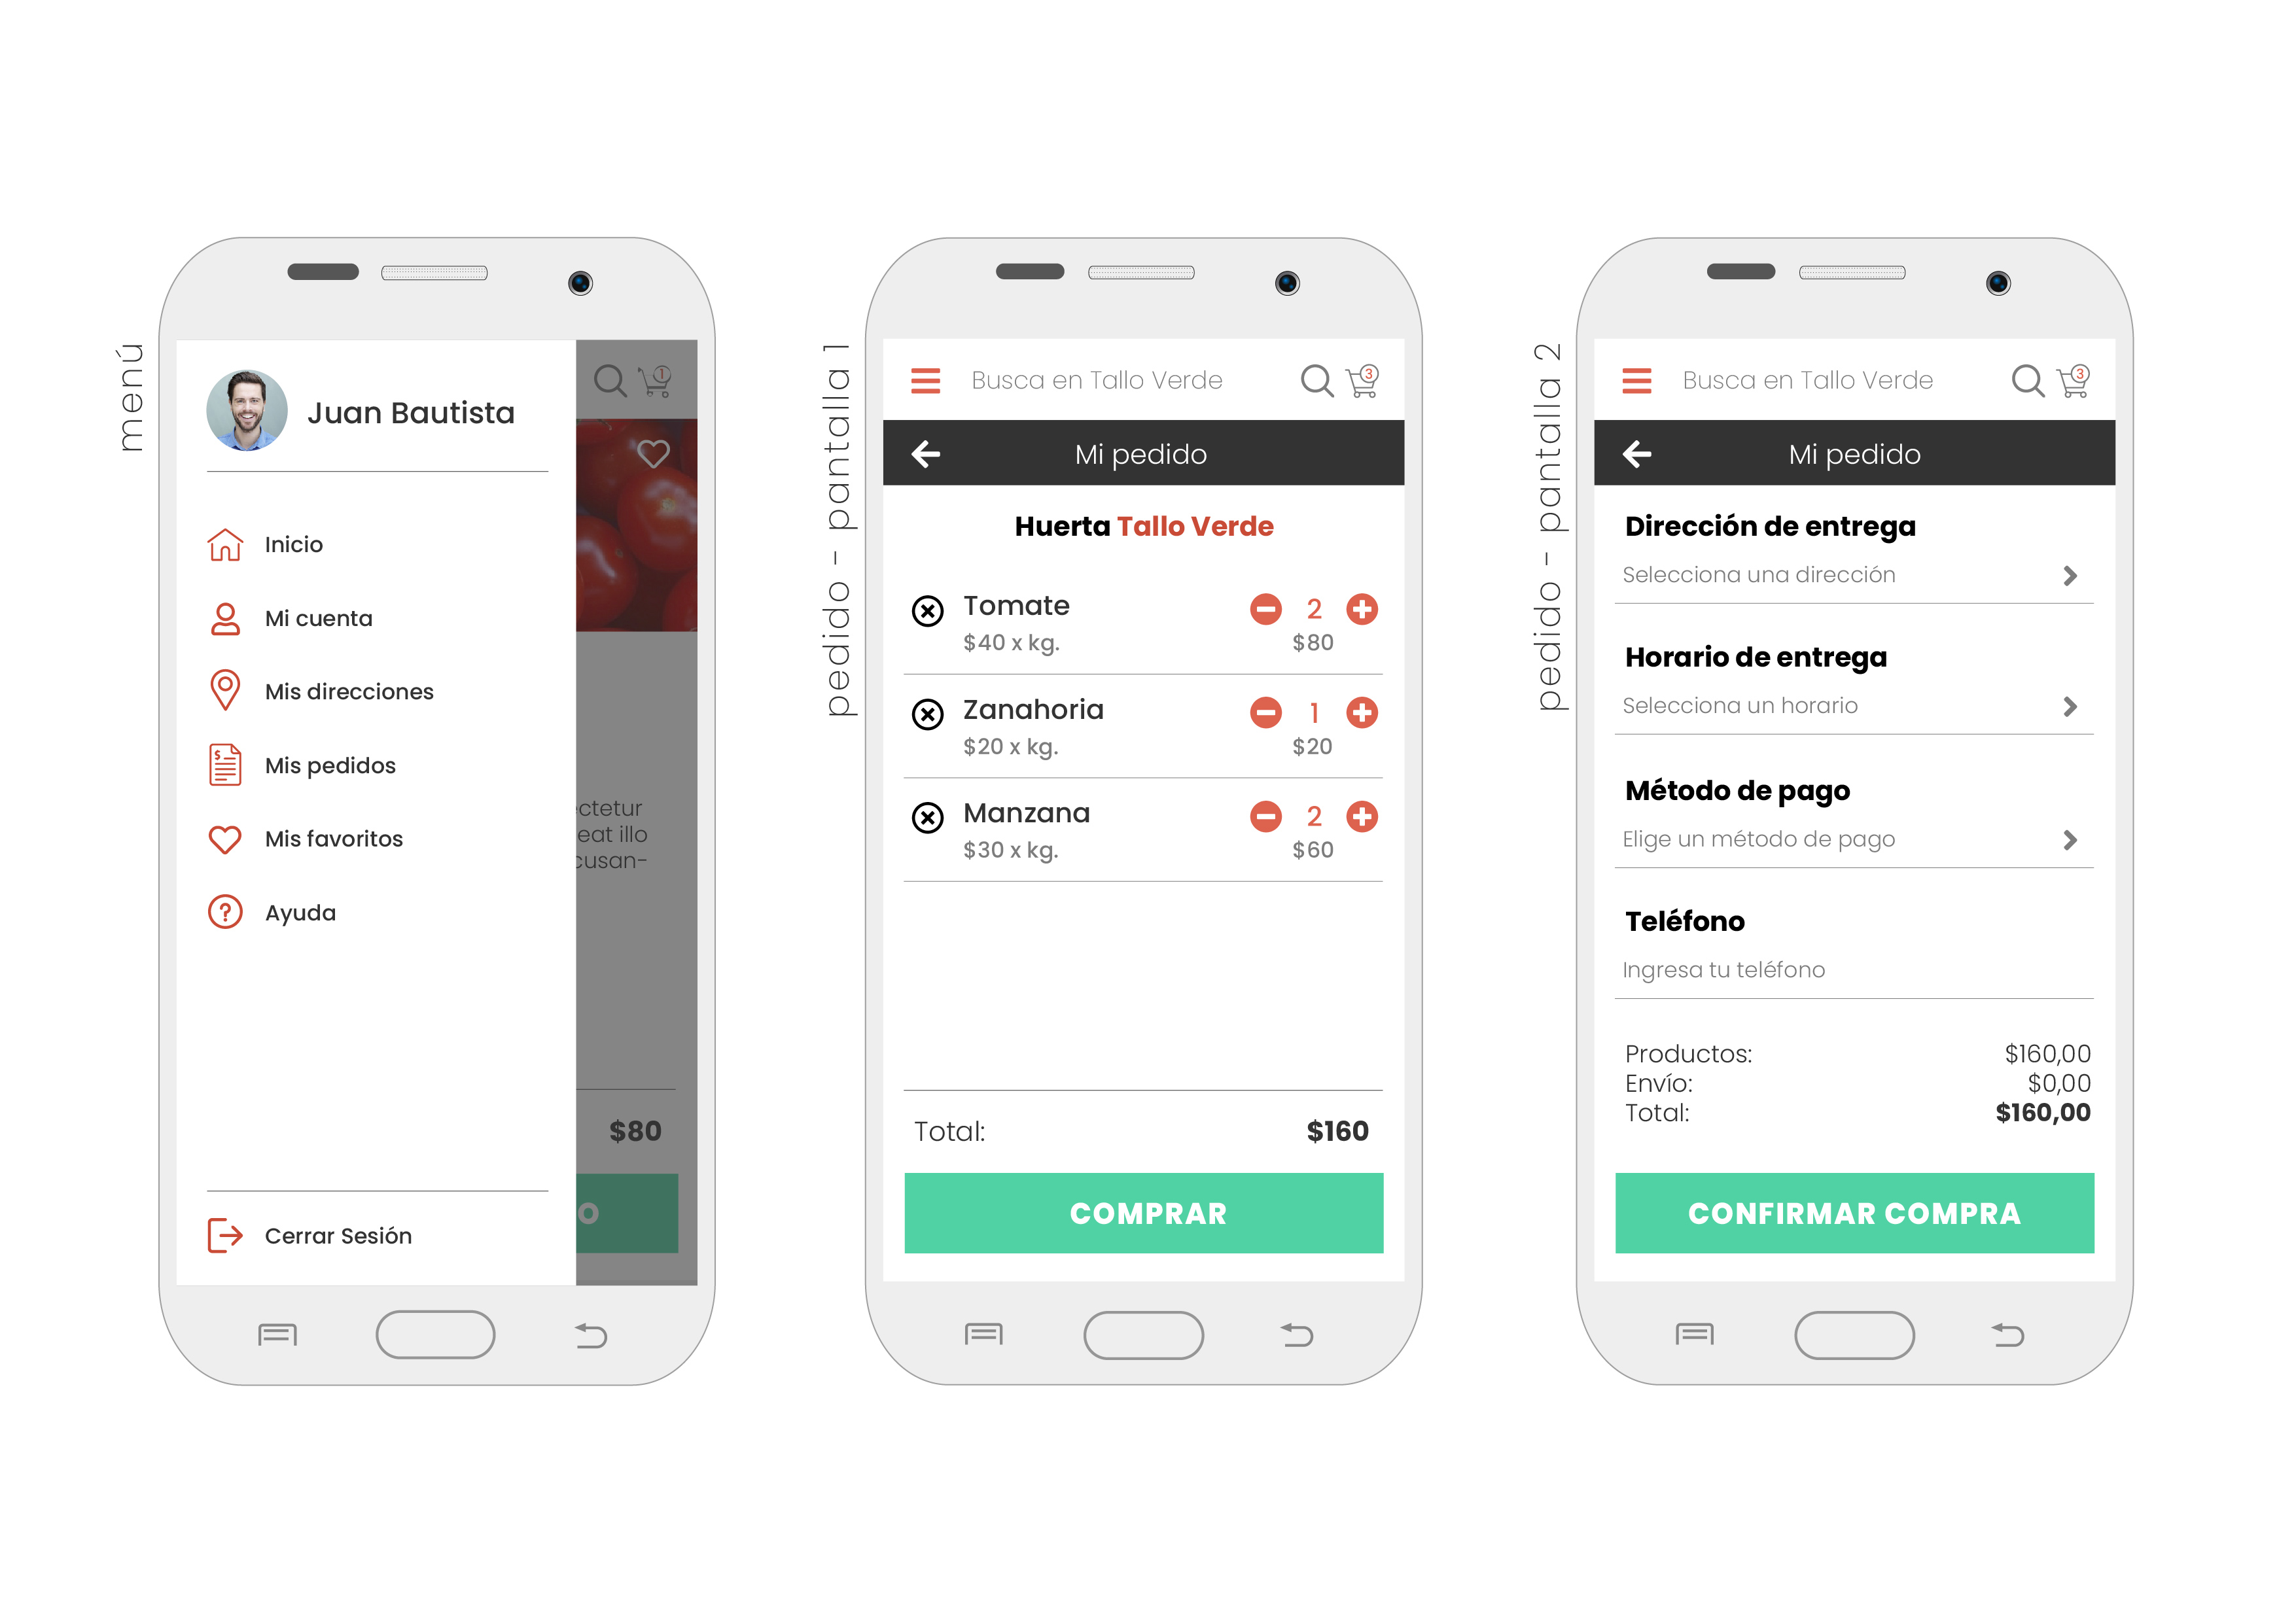 menú
Juan Bautista
Inicio
Mi cuenta
Mis direcciones
Mis pedidos
Mis favoritos
Ayuda
Cerrar Sesión
1
ctetur
eat illo
cusan-
$80
O
pedido - pantalla 1
Busca en Tallo Verde
3
Mi pedido
Huerta Tallo Verde
Tomate
2
$40 x kg.
$80
Zanahoria
1
$20 x kg.
$20
Manzana
2
$30 x kg.
$60
Total:
$160
COMPRAR
pedido - pantalla 2
Busca en Tallo Verde
3
Mi pedido
Dirección de entrega
Selecciona una dirección
Horario de entrega
Selecciona un horario
Método de pago
Elige un método de pago
Teléfono
Ingresa tu teléfono
Productos: $160,00
Envío: $0,00
Total: $160,00
CONFIRMAR COMPRA